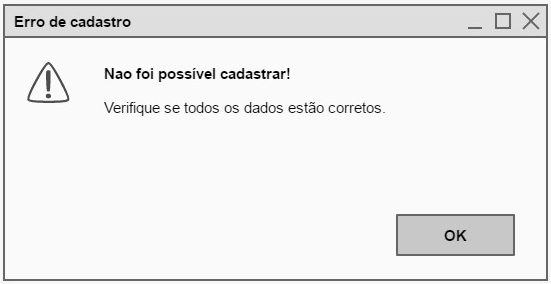 Erro de cadastro
Nao foi possível cadastrar!
Verifique se todos os dados estão corretos.
OK